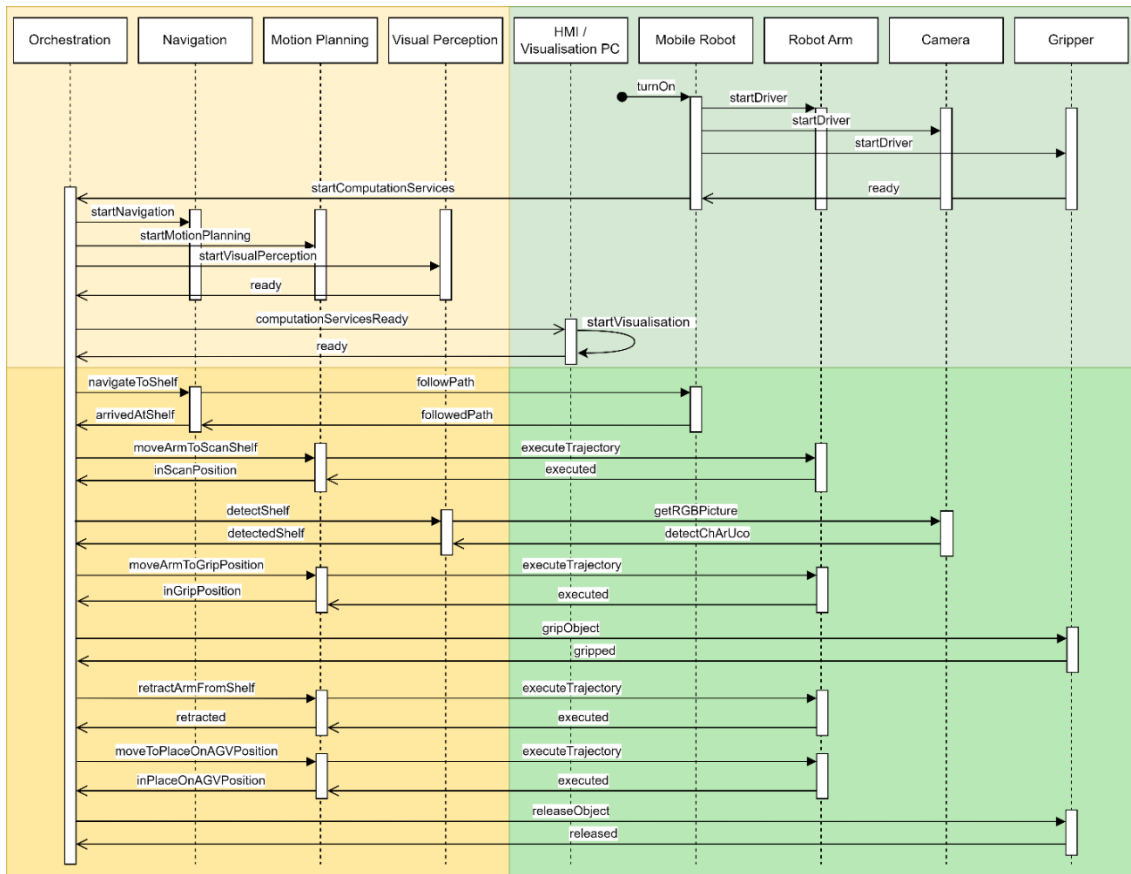 Orchestration
Navigation
Motion Planning
Visual Perception
HMI /
Visualisation PC
Mobile Robot
Robot Arm
Camera
Gripper
turnOn
startDriver
startDriver
startDriver
startComputationServices
ready
startNavigation
startMotionPlanning
startVisualPerception
ready
computationServicesReady
startVisualisation
ready
navigateToShelf
followPath
arrivedAtShelf
followedPath
moveArmToScanShelf
executeTrajectory
inScanPosition
executed
detectShelf
getRGBPicture
detectedShelf
detectChArUco
moveArmToGripPosition
executeTrajectory
inGripPosition
executed
gripObject
gripped
retractArmFromShelf
executeTrajectory
retracted
executed
moveToPlaceOnAGVPosition
executeTrajectory
inPlaceOnAGVPosition
executed
releaseObject
released